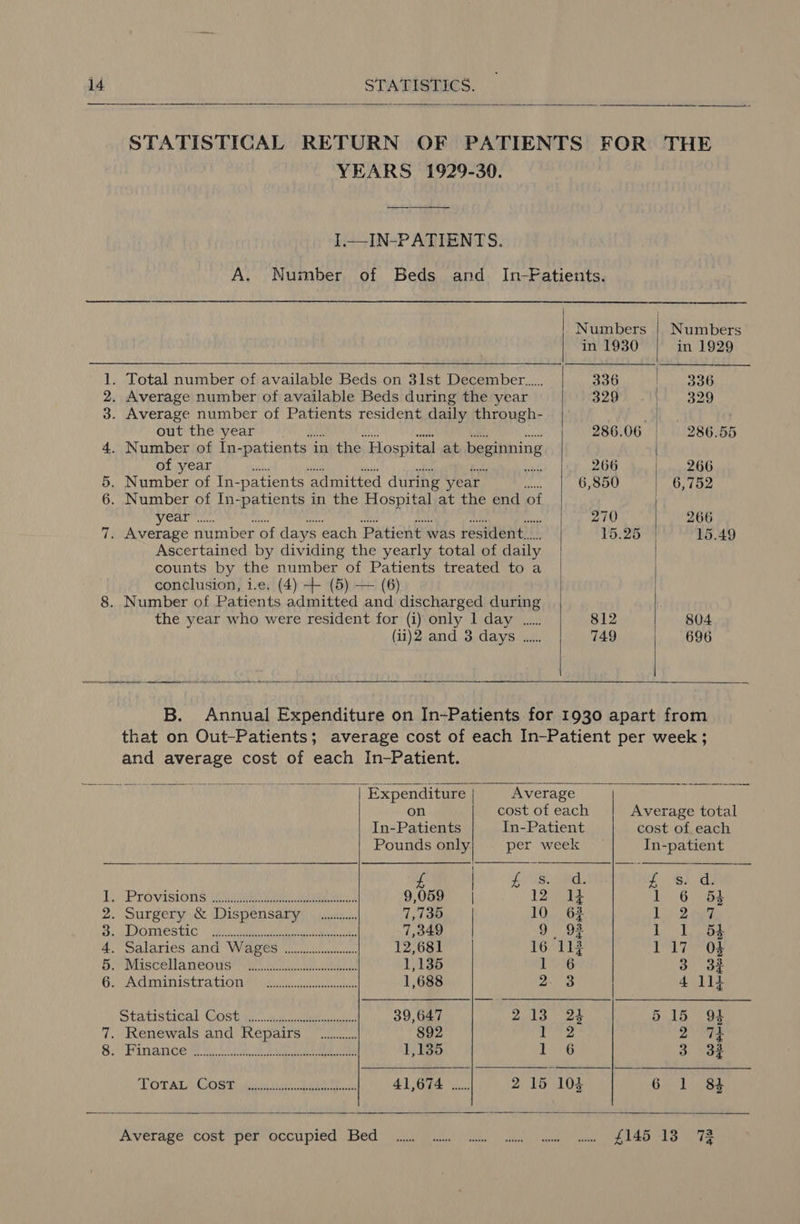 14 STATISTICS.
STATISTICAL RETURN OF PATIENTS FOR THE
YEARS 1929-30.
I.—IN-PATIENTS.
A. Number of Beds and In-Patients.
Numbers in 1930 Numbers in 1929
1. Total number of available Beds on 31st December...... 336 336
2. Average number of available Beds during the year 329 329
3. Average number of Patients resident daily through-
out the year ...... ...... ...... ...... ...... 286.06 286.55
4. Number of In-patients in the Hospital at beginning
of year ...... ...... ...... ...... ...... ...... 266 266
5. Number of In-patients admitted during year ...... 6,850 6,752
6. Number of In-patients in the Hospital at the end of
year ...... ...... ...... ...... ...... ...... ...... 270 266
7. Average number of days each Patient was resident...... 15.25 15.49
Ascertained by dividing the yearly total of daily
counts by the number of Patients treated to a
conclusion, i.e. (4) + (5) — (6)
8. Number of Patients admitted and discharged during
the year who were resident for (i) only 1 day ...... 812 804
(ii)2 and 3 days ...... 749 696
B. Annual Expenditure on In-Patients for 1930 apart from
that on Out-Patients; average cost of each In-Patient per week;
and average cost of each In-Patient.
Expenditure on In-Patients Pounds only Average cost of each In-Patient per week Average total cost of each In-patient
£ £ s. d. £ s. d.
1. Provisions ...... 9,059 12 1¼ 1 6 5½
2. Surgery & Dispensary ...... 7,735 10 6¾ 1 2 7
3. Domestic ...... 7,349 9 9¾ 1 1 5½
4. Salaries and Wages ...... 12,681 16 11¾ 1 17 0½
5. Miscellaneous ...... 1,135 1 6 3 3¾
6. Administration ...... 1,688 2 3 4 11¼
Statistical Cost ...... 39,647 2 13 2½ 5 15 9½
7. Renewals and Repairs ...... 892 1 2 2 7¼
8. Finance ...... 1,135 1 6 3 3¾
TOTAL COST ...... 41,674 ...... 2 15 10½ 6 1 8½
Average cost per occupied Bed ...... ...... ...... ...... ...... ...... £145 13 7¾